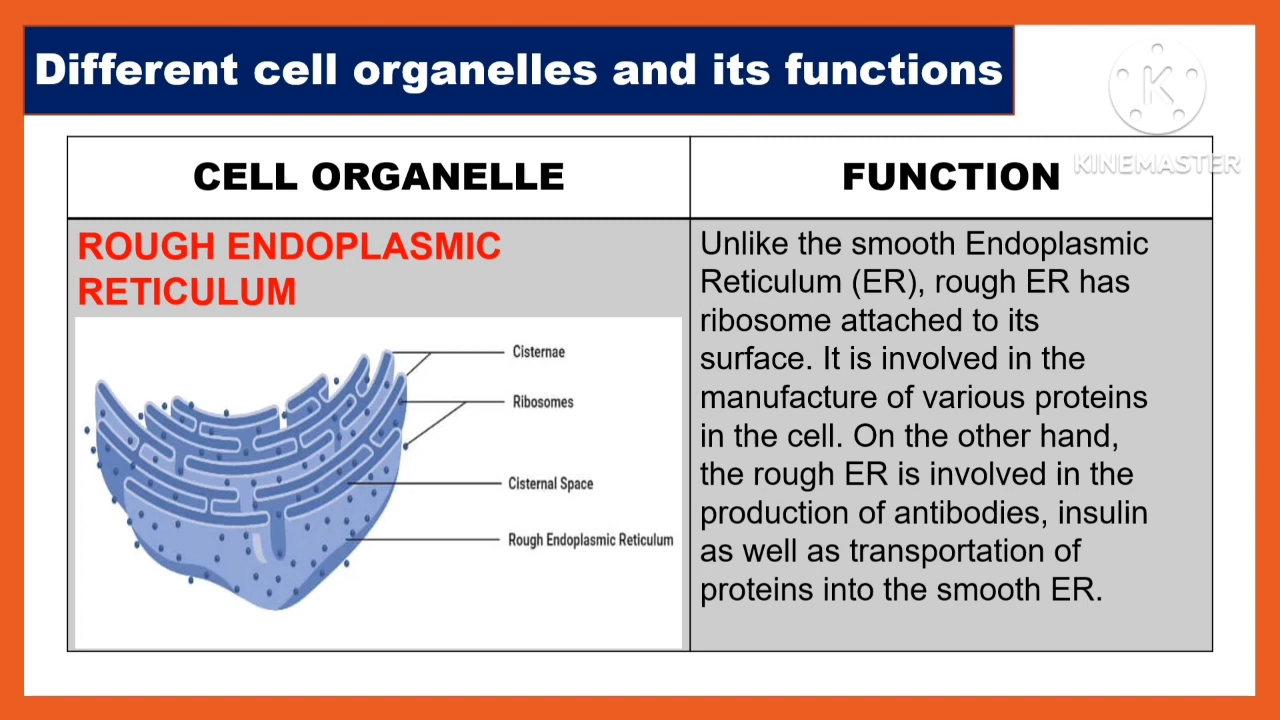 Different cell organelles and its functions
K
KINEMASTER
CELL ORGANELLE
FUNCTION
ROUGH ENDOPLASMIC
RETICULUM
Cisternae
Ribosomes
Cisternal Space
Rough Endoplasmic Reticulum
Unlike the smooth Endoplasmic
Reticulum (ER), rough ER has
ribosome attached to its
surface. It is involved in the
manufacture of various proteins
in the cell. On the other hand,
the rough ER is involved in the
production of antibodies, insulin
as well as transportation of
proteins into the smooth ER.